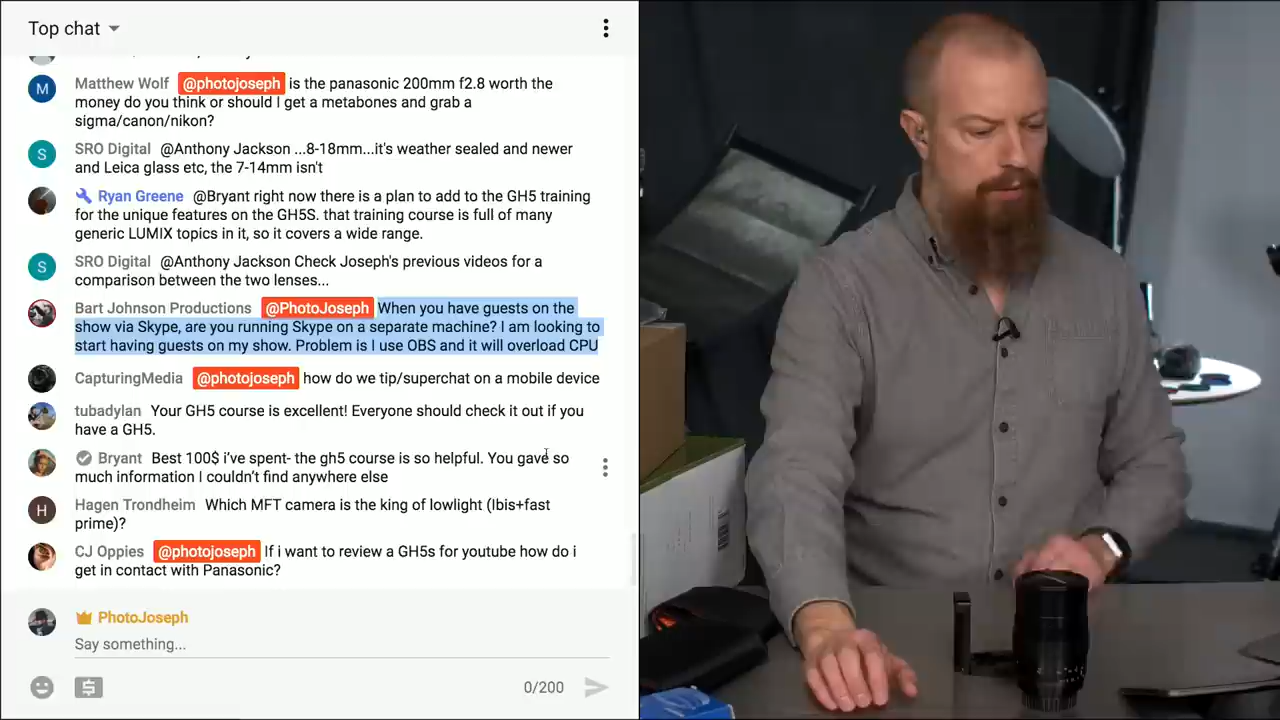 Top chat
Matthew Wolf @photojoseph is the panasonic 200mm f2.8 worth the
money do you think or should I get a metabones and grab a
sigma/canon/nikon?
M
SRO Digital @Anthony Jackson ...8-18mm...it's weather sealed and newer
and Leica glass etc, the 7-14mm isn't
S
Ryan Greene @Bryant right now there is a plan to add to the GH5 training
for the unique features on the GH5S. that training course is full of many
generic LUMIX topics in it, so it covers a wide range.
SRO Digital @Anthony Jackson Check Joseph's previous videos for a
comparison between the two lenses...
S
Bart Johnson Productions @PhotoJoseph When you have guests on the
show via Skype, are you running Skype on a separate machine? I am looking to
start having guests on my show. Problem is I use OBS and it will overload CPU
CapturingMedia @photojoseph how do we tip/superchat on a mobile device
tubadylan Your GH5 course is excellent! Everyone should check it out if you
have a GH5.
Bryant Best 100$ i've spent- the gh5 course is so helpful. You gave so
much information I couldn't find anywhere else
Hagen Trondheim Which MFT camera is the king of lowlight (Ibis+fast
prime)?
H
CJ Oppies @photojoseph If i want to review a GH5s for youtube how do i
get in contact with Panasonic?
PhotoJoseph
Say something...
0/200